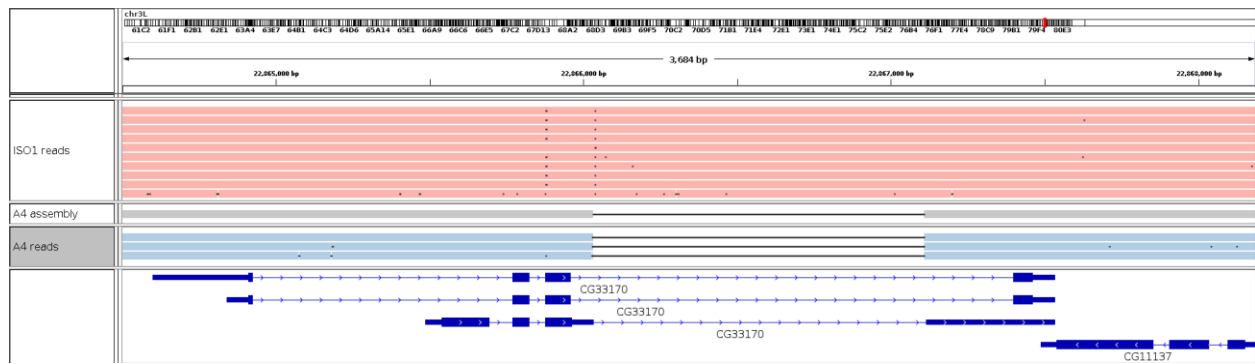 chr3L
61C2 61F1 62B1 62E1 63A4 63E7 64B1 64C3 64D6 65A14 65E1 66A9 66C6 66E5 67C2 67D13 68A2 68D3 69B3 69F5 70C2 70D5 71B1 71E4 72E1 73E1 74E1 75C2 75E2 76B4 76F1 77E4 78C9 79B1 79F4 80E3
3,684 bp
22,065,000 bp 22,066,000 bp 22,067,000 bp 22,068,000 bp
ISO1 reads
A4 assembly
A4 reads
CG33170
CG33170
CG33170
CG11137